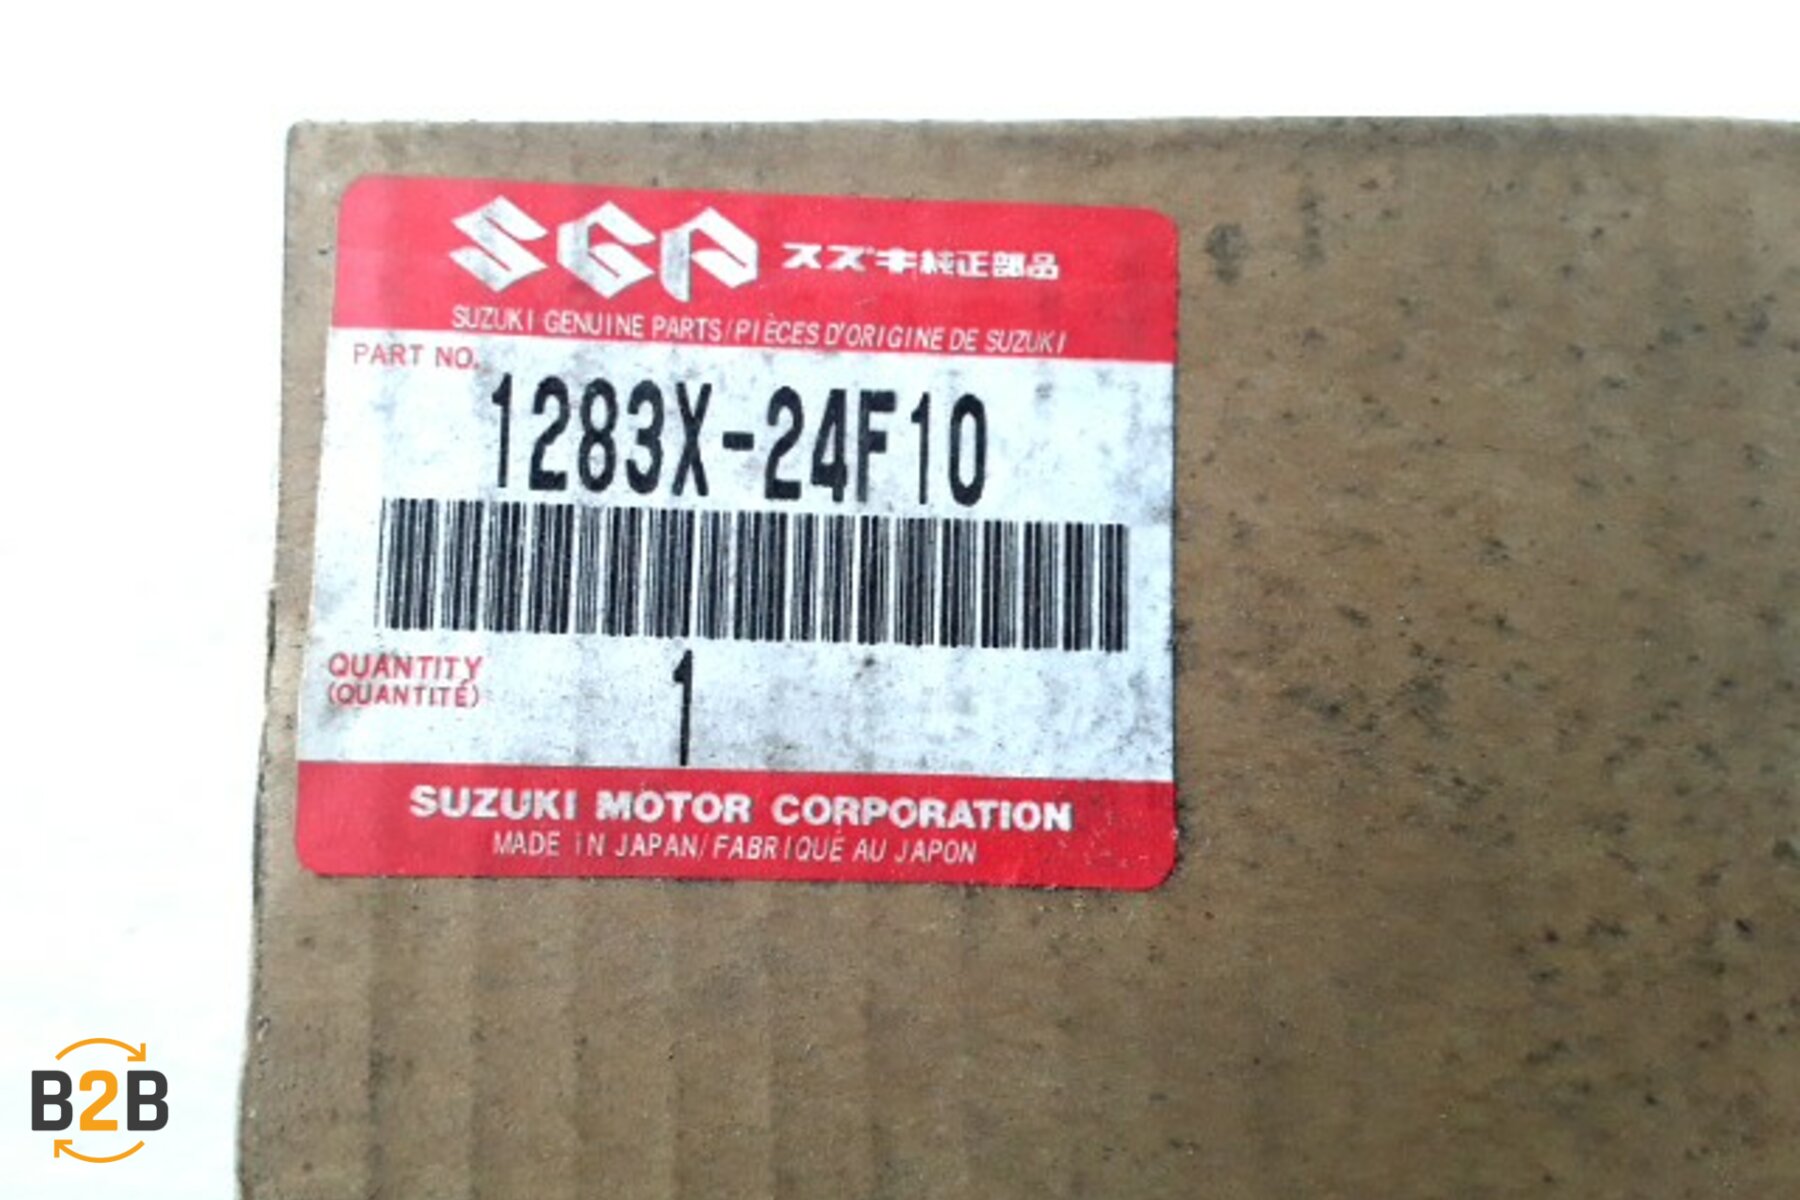 SGP スズキ純正部品
SUZUKI GENUINE PARTS/PIÈCES D'ORIGINE DE SUZUKI
PART NO.
1283X-24F10
QUANTITY
(QUANTITÉ)
1
SUZUKI MOTOR CORPORATION
MADE IN JAPAN/FABRIQUÉ AU JAPON
B2B